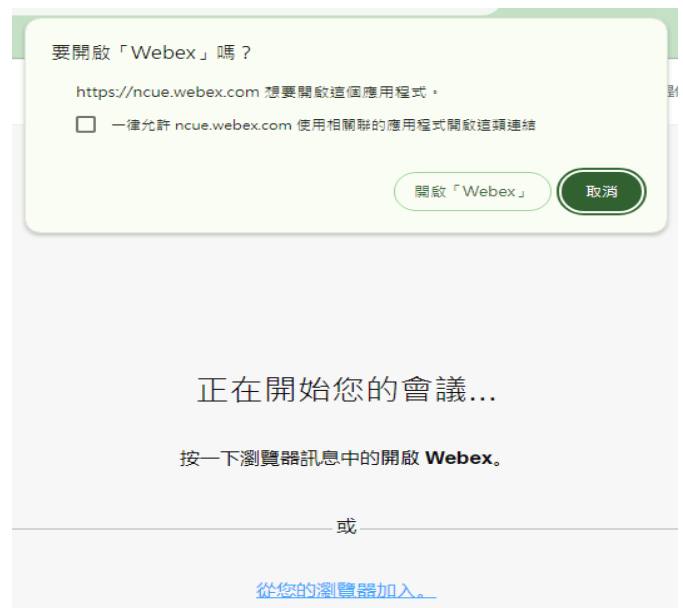 要開啟「Webex」嗎？
https://ncue.webex.com 想要開啟這個應用程式。
一律允許 ncue.webex.com 使用相關聯的應用程式開啟這類連結
開啟「Webex」
取消
正在開始您的會議...
按一下瀏覽器訊息中的開啟 Webex。
或
從您的瀏覽器加入。